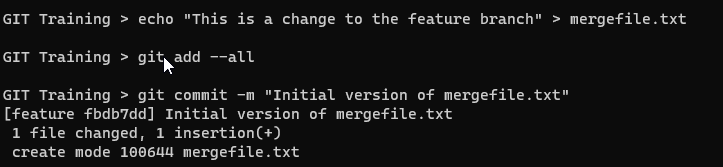 GIT Training > echo "This is a change to the feature branch" > mergefile.txt
GIT Training > git add --all
GIT Training > git commit -m "Initial version of mergefile.txt"
[feature fbdb7dd] Initial version of mergefile.txt
 1 file changed, 1 insertion(+)
 create mode 100644 mergefile.txt